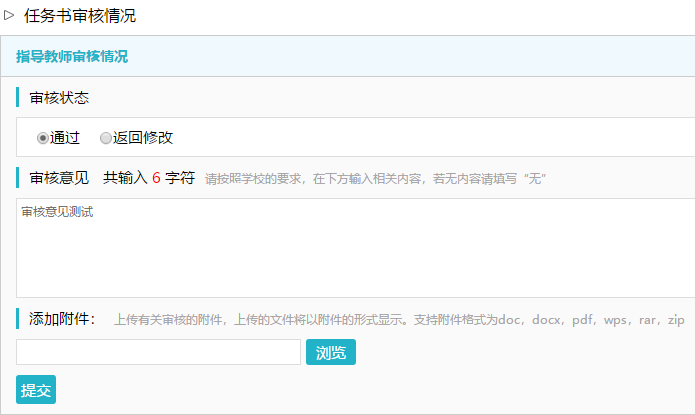 任务书审核情况
指导教师审核情况
审核状态
通过 返回修改
审核意见 共输入 6 字符 请按照学校的要求，在下方输入相关内容，若无内容请填写“无”
审核意见测试
添加附件： 上传有关审核的附件，上传的文件将以附件的形式显示。支持附件格式为doc，docx，pdf，wps，rar，zip
浏览
提交